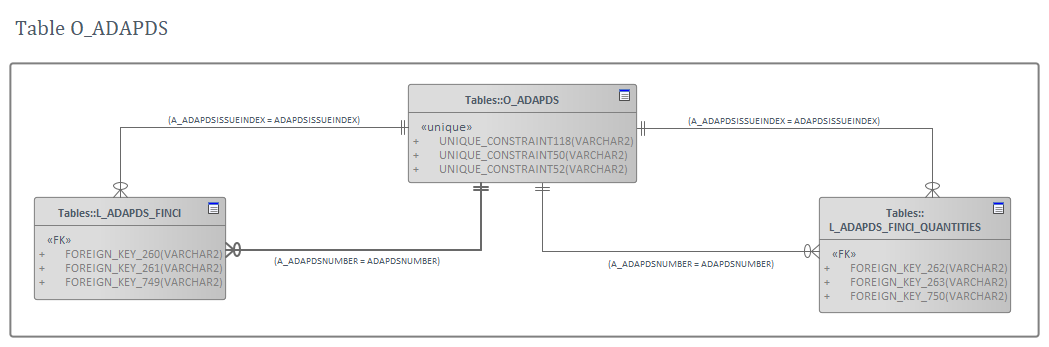 Table O_ADAPDS
Tables::O_ADAPDS
«unique»
+ UNIQUE_CONSTRAINT118(VARCHAR2)
+ UNIQUE_CONSTRAINT50(VARCHAR2)
+ UNIQUE_CONSTRAINT52(VARCHAR2)
(A_ADAPDSISSUEINDEX = ADAPDSISSUEINDEX)
(A_ADAPDSISSUEINDEX = ADAPDSISSUEINDEX)
Tables::L_ADAPDS_FINCI
«FK»
+ FOREIGN_KEY_260(VARCHAR2)
+ FOREIGN_KEY_261(VARCHAR2)
+ FOREIGN_KEY_749(VARCHAR2)
(A_ADAPDSNUMBER = ADAPDSNUMBER)
(A_ADAPDSNUMBER = ADAPDSNUMBER)
Tables::
L_ADAPDS_FINCI_QUANTITIES
«FK»
+ FOREIGN_KEY_262(VARCHAR2)
+ FOREIGN_KEY_263(VARCHAR2)
+ FOREIGN_KEY_750(VARCHAR2)